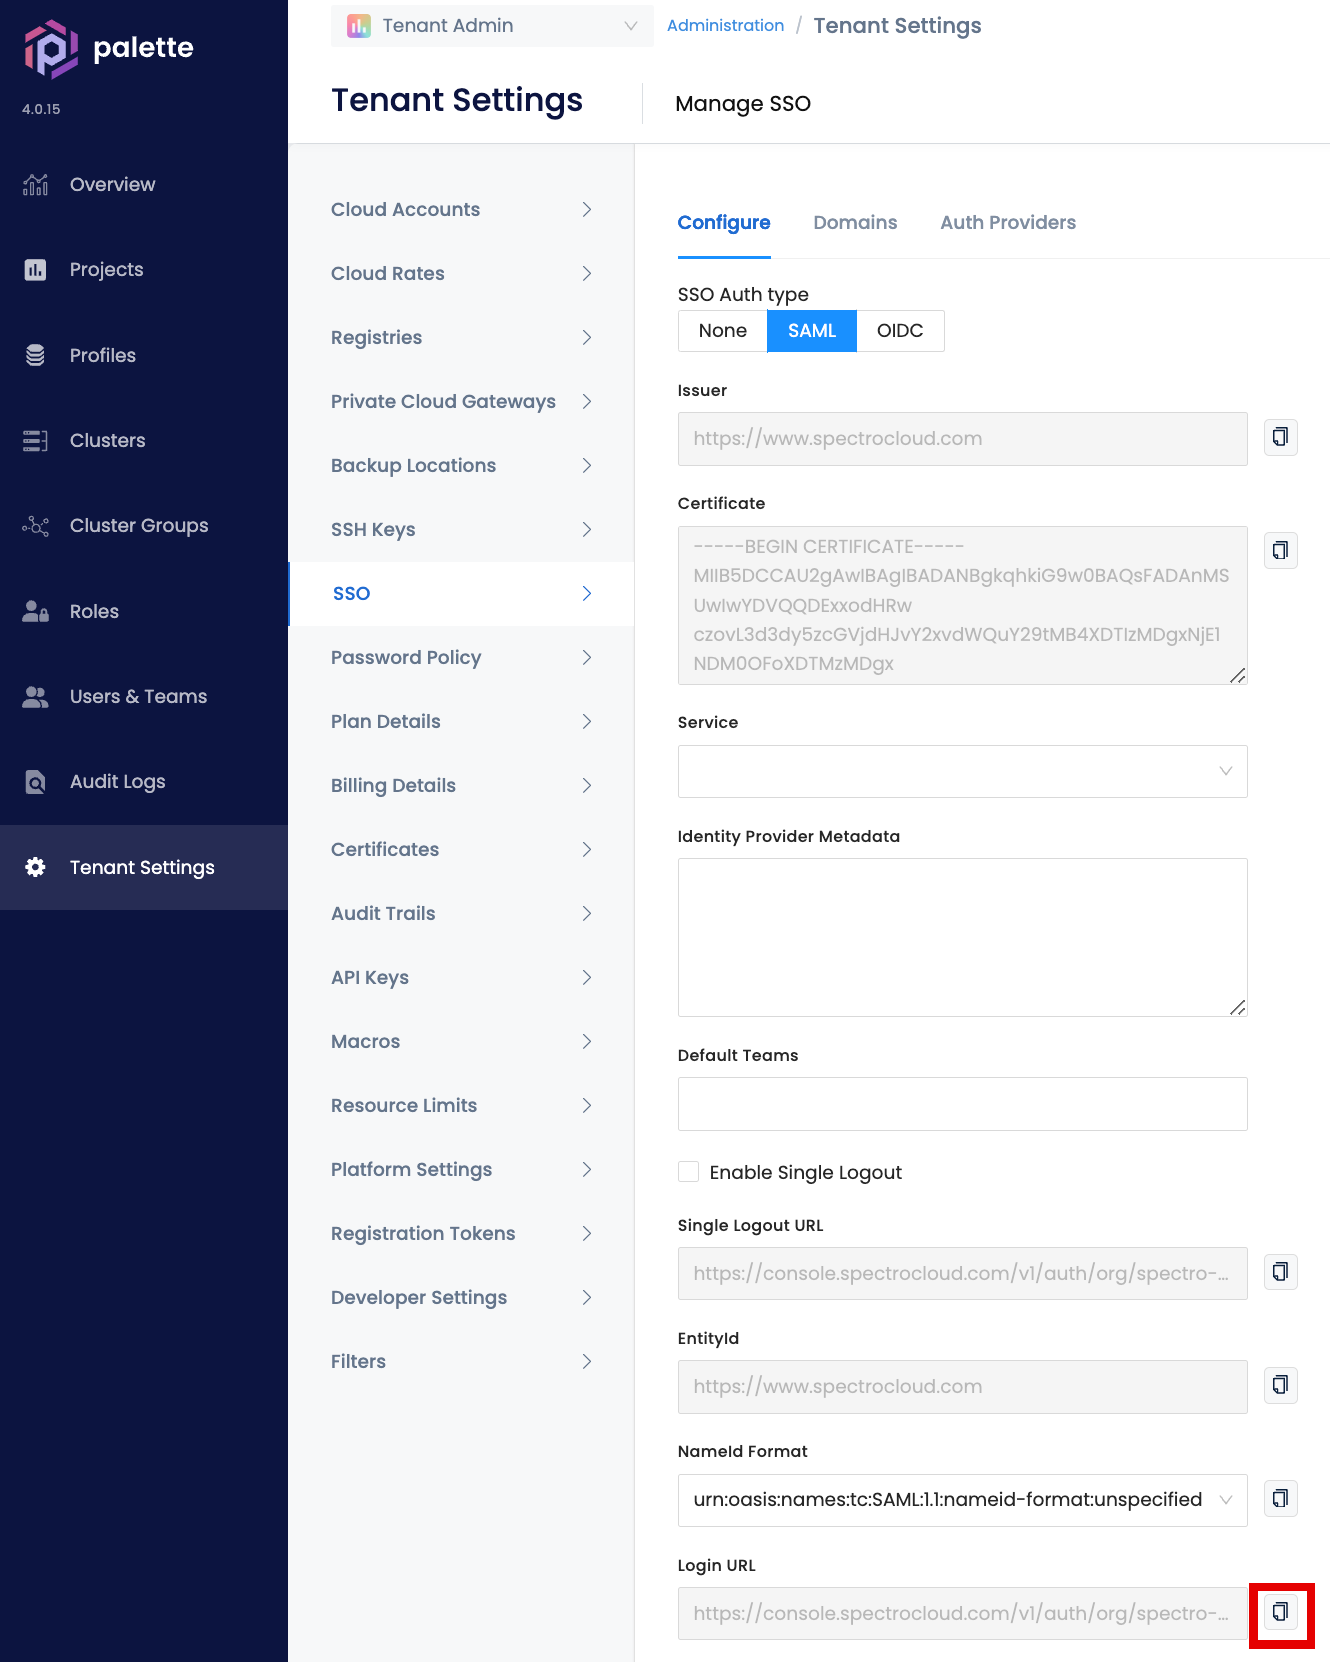 palette
4.0.15
Overview
Projects
Profiles
Clusters
Cluster Groups
Roles
Users & Teams
Audit Logs
Tenant Settings
Tenant Admin
Administration / Tenant Settings
Tenant Settings
Manage SSO
Cloud Accounts
Cloud Rates
Registries
Private Cloud Gateways
Backup Locations
SSH Keys
SSO
Password Policy
Plan Details
Billing Details
Certificates
Audit Trails
API Keys
Macros
Resource Limits
Platform Settings
Registration Tokens
Developer Settings
Filters
Configure Domains Auth Providers
SSO Auth type
None SAML OIDC
Issuer
https://www.spectrocloud.com
Certificate
-----BEGIN CERTIFICATE-----
MIIB5DCCAU2gAwIBAgIBADANBgkqhkiG9w0BAQsFADAnMS
UwIwYDVQQDExxodHRw
czovL3d3dy5zcGVjdHJvY2xvdWQuY29tMB4XDTIzMDgxNjE1
NDM0OFoXDTMzMDgx
Service
Identity Provider Metadata
Default Teams
Enable Single Logout
Single Logout URL
https://console.spectrocloud.com/v1/auth/org/spectro-...
EntityId
https://www.spectrocloud.com
NameId Format
urn:oasis:names:tc:SAML:1.1:nameid-format:unspecified
Login URL
https://console.spectrocloud.com/v1/auth/org/spectro-...